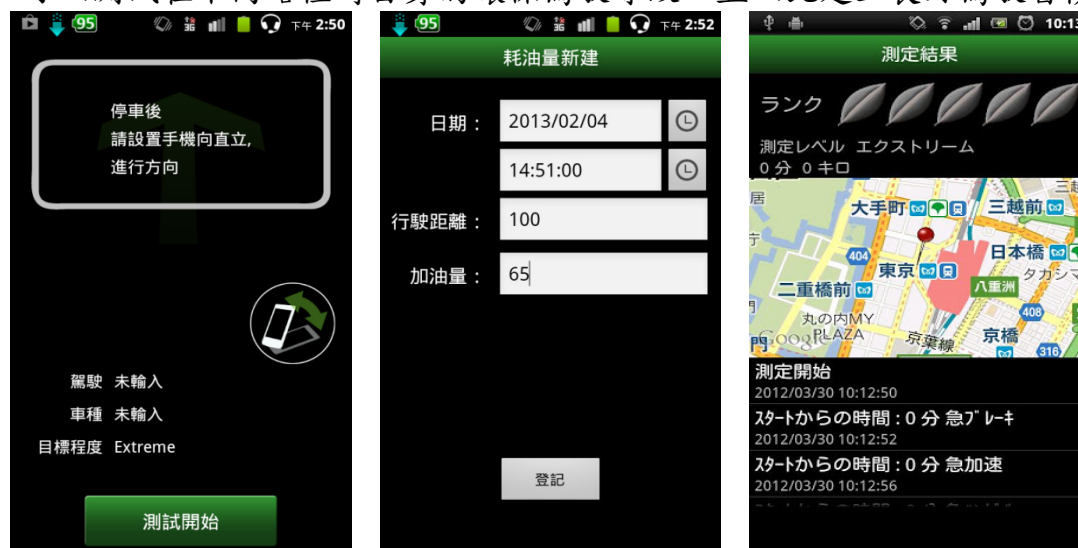 95
3G
下午 2:50
停車後
請設置手機向直立,
進行方向
駕駛 未輸入
車種 未輸入
目標程度 Extreme
測試開始
95
3G
下午 2:52
耗油量新建
日期：
2013/02/04
14:51:00
行駛距離： 100
加油量： 65
登記
10:13
測定結果
ランク
測定レベル エクストリーム
0 分 0 キロ
大手町
三越前
404
日本橋
東京
タカシマ
二重橋前
八重洲
丸の内MY
PLAZA
408
京葉線
京橋
316
測定開始
2012/03/30 10:12:50
ｽﾀｰﾄからの時間：0 分 急ﾌﾞﾚｰｷ
2012/03/30 10:12:52
ｽﾀｰﾄからの時間：0 分 急加速
2012/03/30 10:12:56